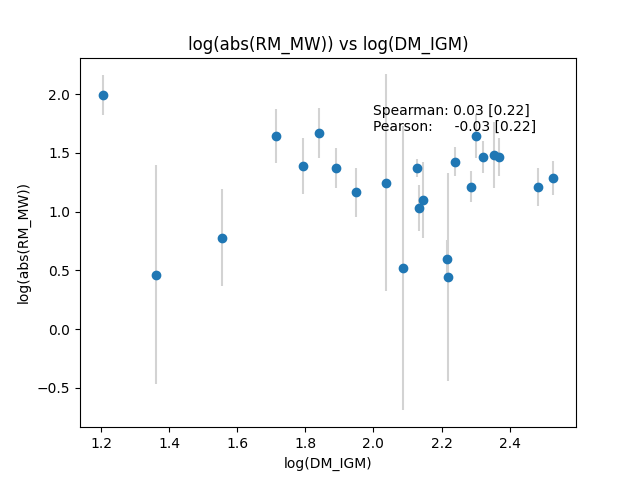 log(abs(RM_MW)) vs log(DM_IGM)
Spearman: 0.03 [0.22]
Pearson: -0.03 [0.22]
log(abs(RM_MW))
2.0
1.5
1.0
0.5
0.0
−0.5
1.2 1.4 1.6 1.8 2.0 2.2 2.4
log(DM_IGM)